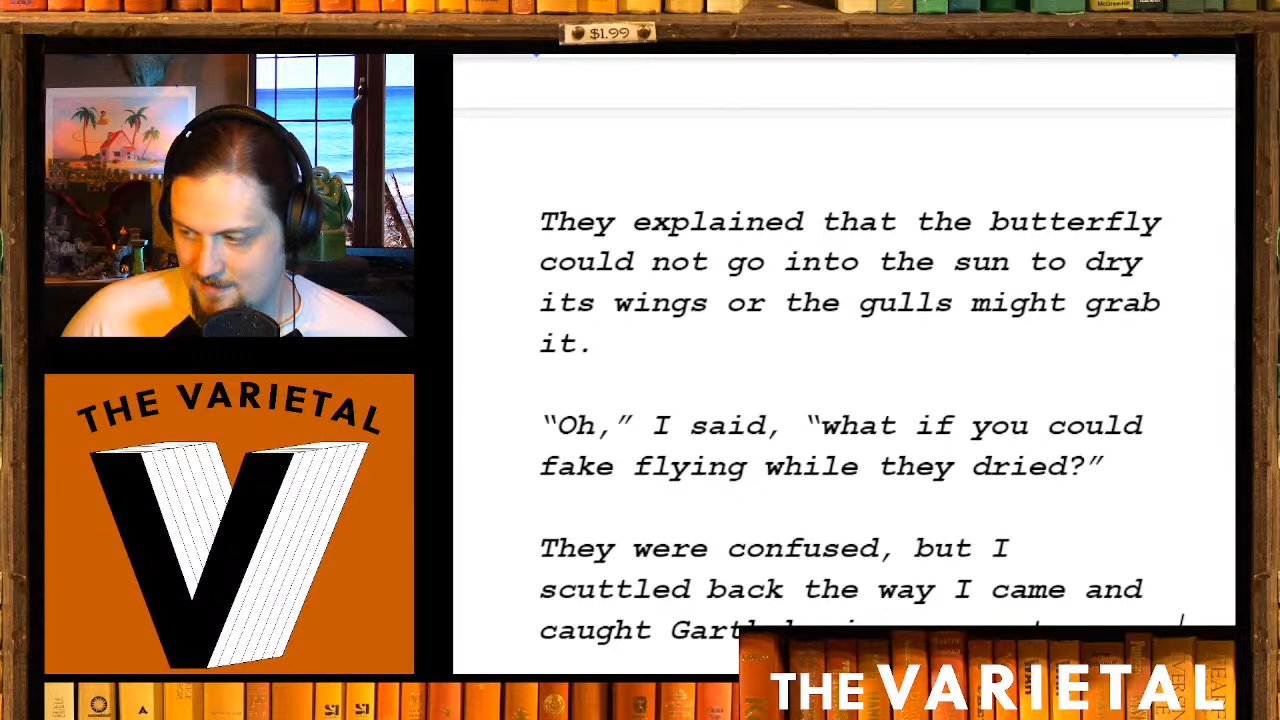 $1.99
They explained that the butterfly
could not go into the sun to dry
its wings or the gulls might grab
it.
“Oh,” I said, “what if you could
fake flying while they dried?”
They were confused, but I
scuttled back the way I came and
caught
THE VARIETAL
V
THE VARIETAL